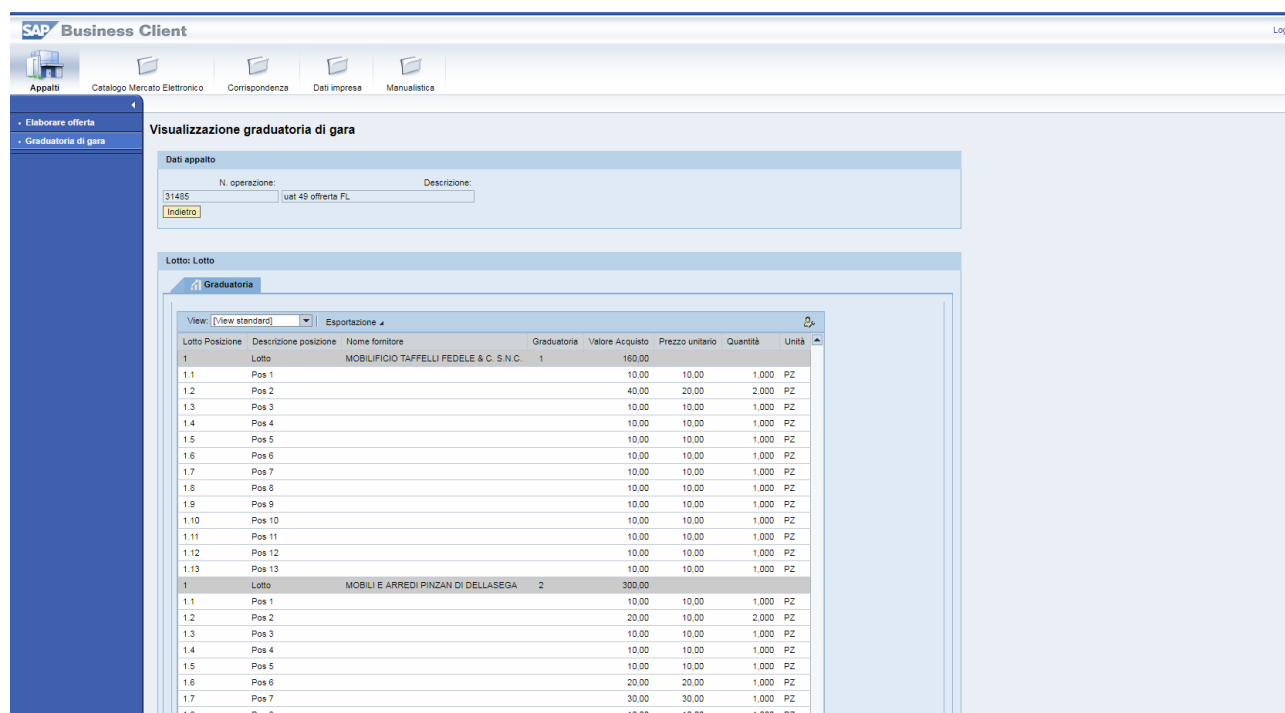 SAP Business Client
Log
Appalti Catalogo Mercato Elettronico Corrispondenza Dati impresa Manualistica
Elaborare offerta
Graduatoria di gara
Visualizzazione graduatoria di gara
Dati appalto
N. operazione: Descrizione:
31485 uat 49 offrerta FL
Indietro
Lotto: Lotto
Graduatoria
View: [View standard] Esportazione
Lotto Posizione Descrizione posizione Nome fornitore Graduatoria Valore Acquisto Prezzo unitario Quantità Unità
1 Lotto MOBILIFICIO TAFFELLI FEDELE & C. S.N.C. 1 160,00
1.1 Pos 1 10,00 10,00 1,000 PZ
1.2 Pos 2 40,00 20,00 2,000 PZ
1.3 Pos 3 10,00 10,00 1,000 PZ
1.4 Pos 4 10,00 10,00 1,000 PZ
1.5 Pos 5 10,00 10,00 1,000 PZ
1.6 Pos 6 10,00 10,00 1,000 PZ
1.7 Pos 7 10,00 10,00 1,000 PZ
1.8 Pos 8 10,00 10,00 1,000 PZ
1.9 Pos 9 10,00 10,00 1,000 PZ
1.10 Pos 10 10,00 10,00 1,000 PZ
1.11 Pos 11 10,00 10,00 1,000 PZ
1.12 Pos 12 10,00 10,00 1,000 PZ
1.13 Pos 13 10,00 10,00 1,000 PZ
1 Lotto MOBILI E ARREDI PINZAN DI DELLASEGA 2 300,00
1.1 Pos 1 10,00 10,00 1,000 PZ
1.2 Pos 2 20,00 10,00 2,000 PZ
1.3 Pos 3 10,00 10,00 1,000 PZ
1.4 Pos 4 10,00 10,00 1,000 PZ
1.5 Pos 5 10,00 10,00 1,000 PZ
1.6 Pos 6 20,00 20,00 1,000 PZ
1.7 Pos 7 30,00 30,00 1,000 PZ